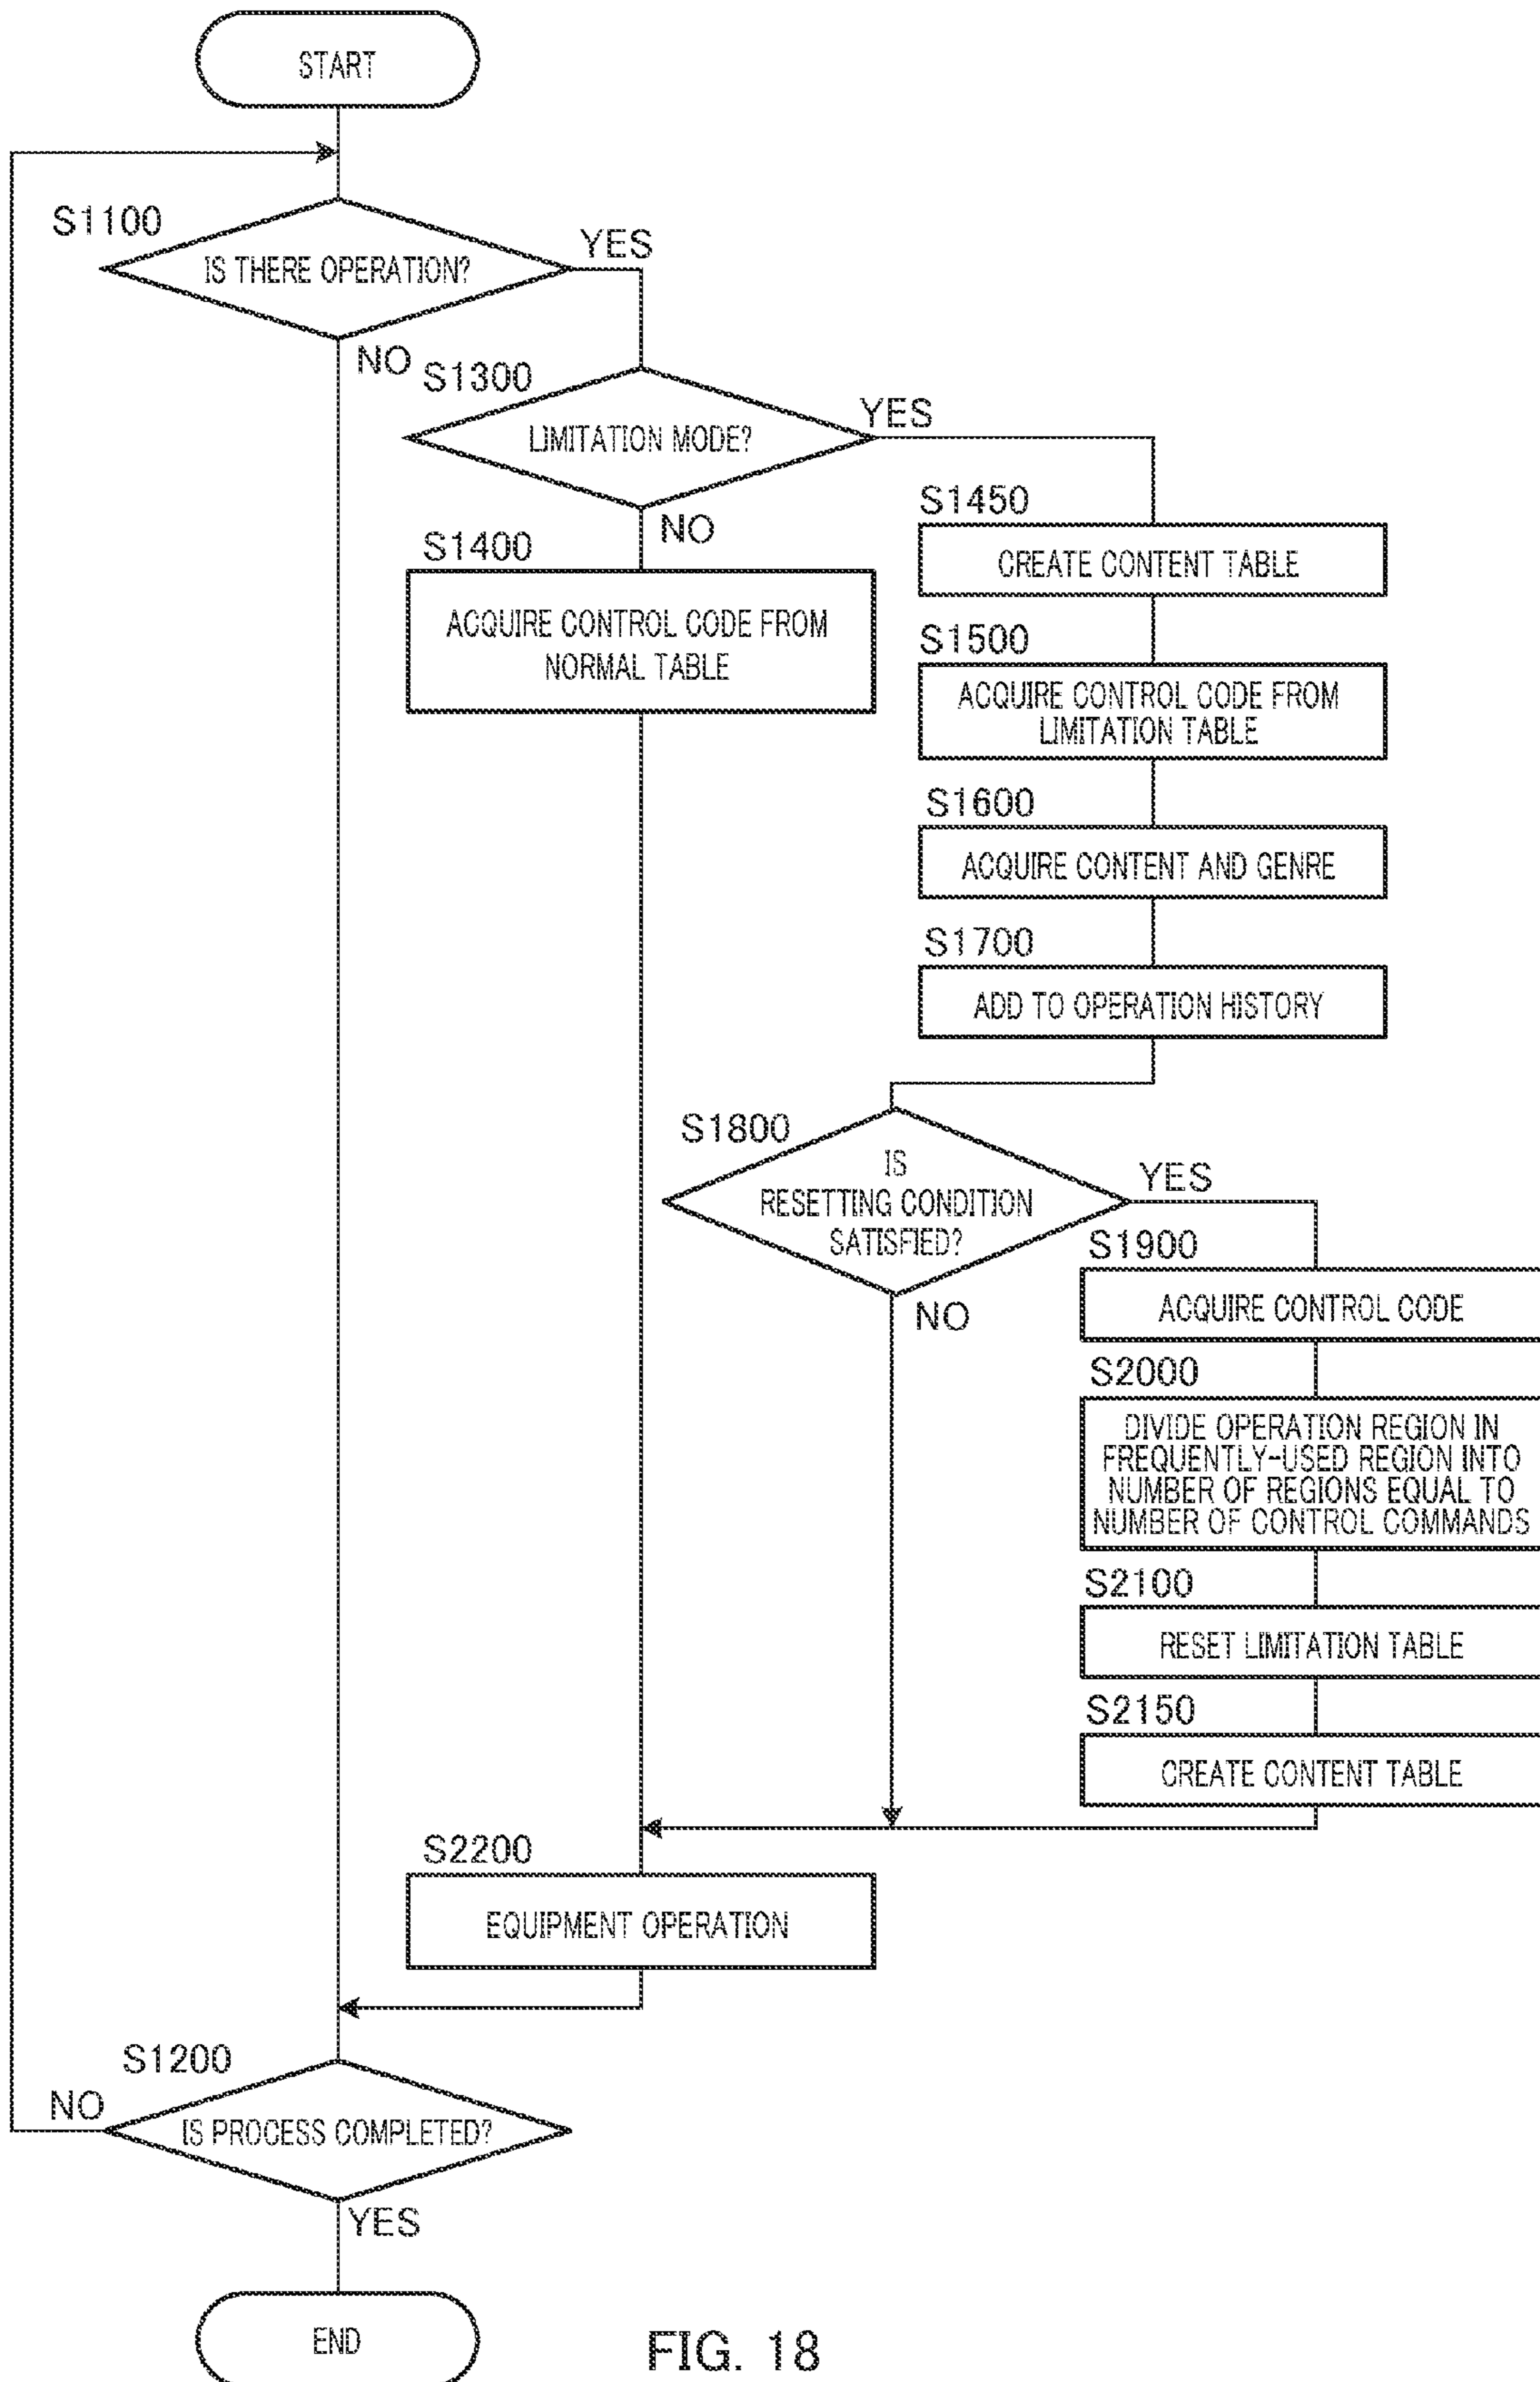 START
S1100
IS THERE OPERATION?
YES
NO
S1300
LIMITATION MODE?
YES
NO
S1400
ACQUIRE CONTROL CODE FROM
NORMAL TABLE
S1450
CREATE CONTENT TABLE
S1500
ACQUIRE CONTROL CODE FROM
LIMITATION TABLE
S1600
ACQUIRE CONTENT AND GENRE
S1700
ADD TO OPERATION HISTORY
S1800
IS
RESETTING CONDITION
SATISFIED?
YES
NO
S1900
ACQUIRE CONTROL CODE
S2000
DIVIDE OPERATION REGION IN
FREQUENTLY-USED REGION INTO
NUMBER OF REGIONS EQUAL TO
NUMBER OF CONTROL COMMANDS
S2100
RESET LIMITATION TABLE
S2150
CREATE CONTENT TABLE
S2200
EQUIPMENT OPERATION
S1200
NO
IS PROCESS COMPLETED?
YES
END
FIG. 18